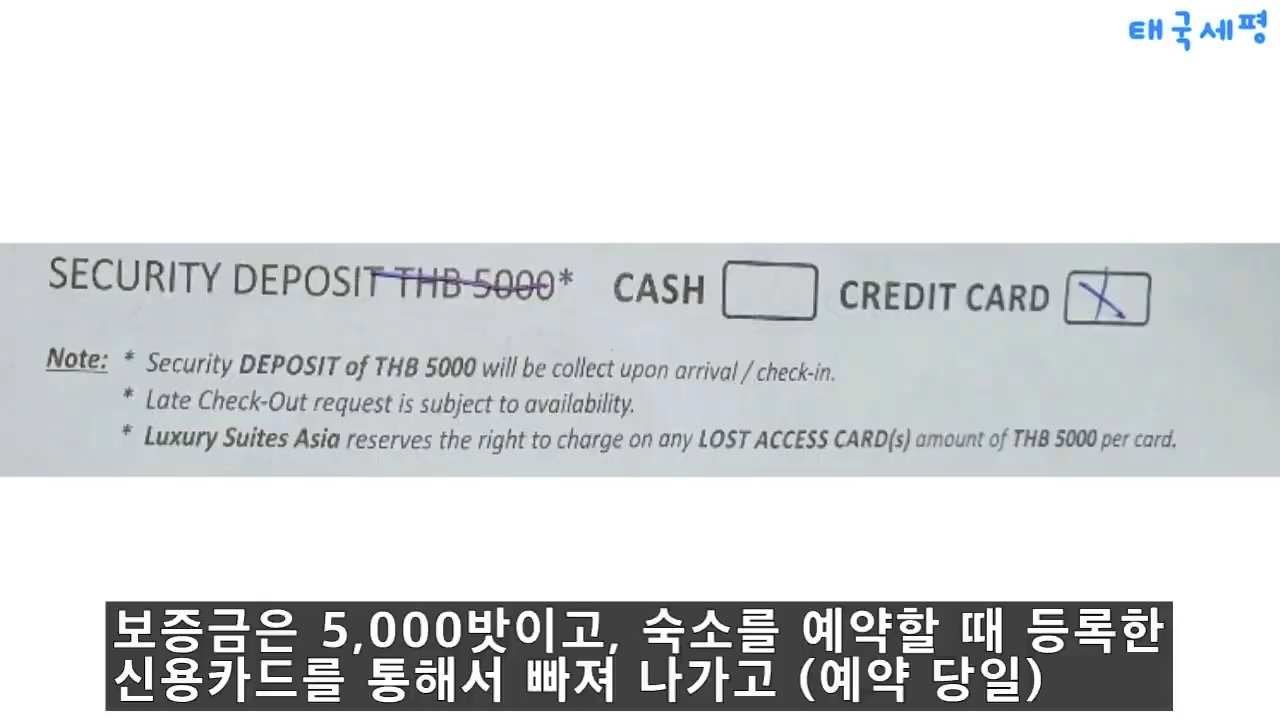 태국세평
SECURITY DEPOSIT THB 5000* CASH CREDIT CARD
Note: * Security DEPOSIT of THB 5000 will be collect upon arrival / check-in.
* Late Check-Out request is subject to availability.
* Luxury Suites Asia reserves the right to charge on any LOST ACCESS CARD(s) amount of THB 5000 per card.
보증금은 5,000밧이고, 숙소를 예약할 때 등록한
신용카드를 통해서 빠져 나가고 (예약 당일)